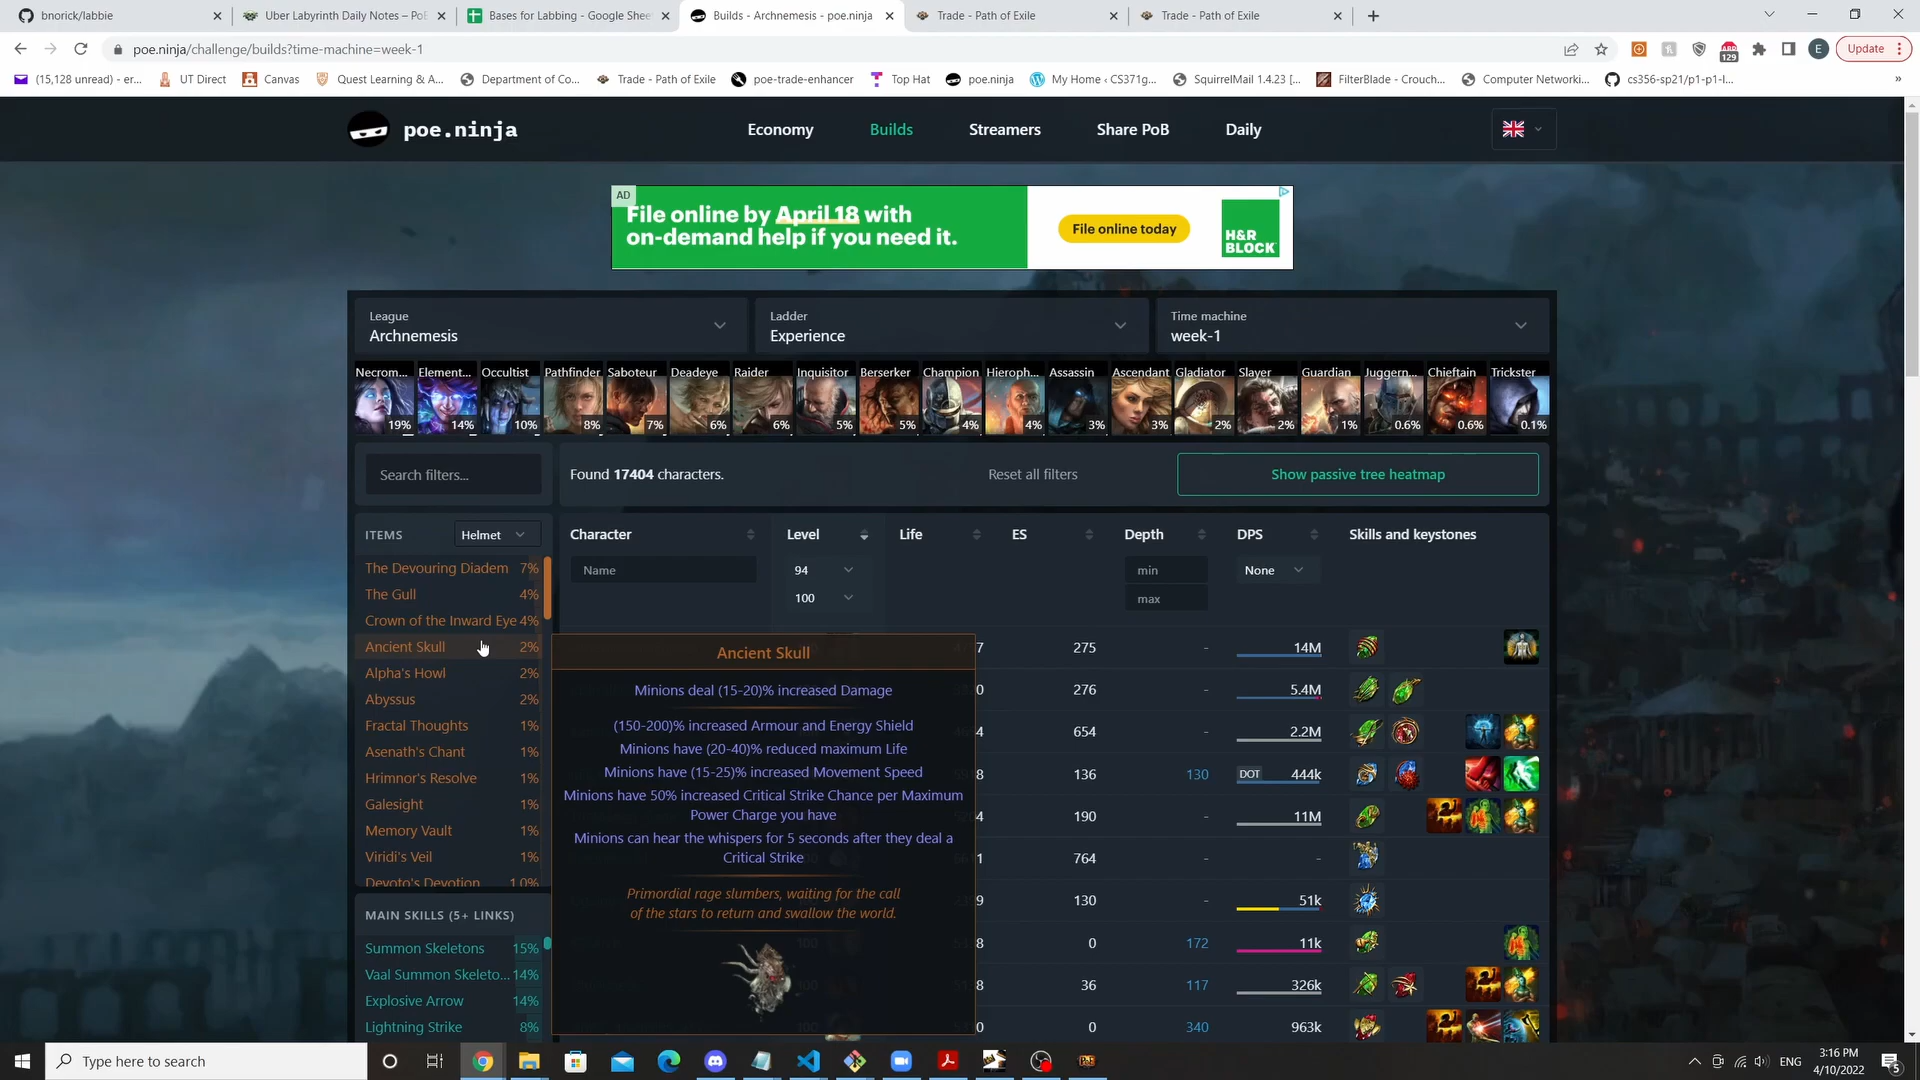 bnorick/labbie
Uber Labyrinth Daily Notes – PoE
Bases for Labbing - Google Shee
Builds - Archnemesis - poe.ninja
Trade - Path of Exile
Trade - Path of Exile
poe.ninja/challenge/builds?time-machine=week-1
E
Update
129
(15,128 unread) - er...
UT Direct
Canvas
Quest Learning & A...
Department of Co...
Trade - Path of Exile
poe-trade-enhancer
Top Hat
poe.ninja
My Home ‹ CS371g...
SquirrelMail 1.4.23 [...
FilterBlade - Crouch...
Computer Networki...
cs356-sp21/p1-p1-l...
»
poe.ninja
Economy
Builds
Streamers
Share PoB
Daily
AD
File online by April 18 with
on-demand help if you need it.
File online today
H&R
BLOCK
League
Archnemesis
Ladder
Experience
Time machine
week-1
Necrom...
Element...
Occultist
Pathfinder
Saboteur
Deadeye
Raider
Inquisitor
Berserker
Champion
Hieroph...
Assassin
Ascendant
Gladiator
Slayer
Guardian
Juggern...
Chieftain
Trickster
19%
14%
10%
8%
7%
6%
6%
5%
5%
4%
4%
3%
3%
2%
2%
1%
0.6%
0.6%
0.1%
Search filters...
Found 17404 characters.
Reset all filters
Show passive tree heatmap
ITEMS
Helmet
Character
Level
Life
ES
Depth
DPS
Skills and keystones
Name
94
100
min
max
None
The Devouring Diadem 7%
The Gull 4%
Crown of the Inward Eye 4%
Ancient Skull 2%
Alpha's Howl 2%
Abyssus 2%
Fractal Thoughts 1%
Asenath's Chant 1%
Hrimnor's Resolve 1%
Galesight 1%
Memory Vault 1%
Viridi's Veil 1%
Devoto's Devotion 1.0%
MAIN SKILLS (5+ LINKS)
Summon Skeletons 15%
Vaal Summon Skeleto... 14%
Explosive Arrow 14%
Lightning Strike 8%
Ancient Skull
Minions deal (15-20)% increased Damage
(150-200)% increased Armour and Energy Shield
Minions have (20-40)% reduced maximum Life
Minions have (15-25)% increased Movement Speed
Minions have 50% increased Critical Strike Chance per Maximum
Power Charge you have
Minions can hear the whispers for 5 seconds after they deal a
Critical Strike
Primordial rage slumbers, waiting for the call
of the stars to return and swallow the world.
7 275 - 14M
0 276 - 5.4M
4 654 - 2.2M
8 136 130 DOT 444k
4 190 - 11M
1 764 - -
9 130 - 51k
8 0 172 11k
8 36 117 326k
0 0 340 963k
Type here to search
ENG
3:16 PM
4/10/2022
5